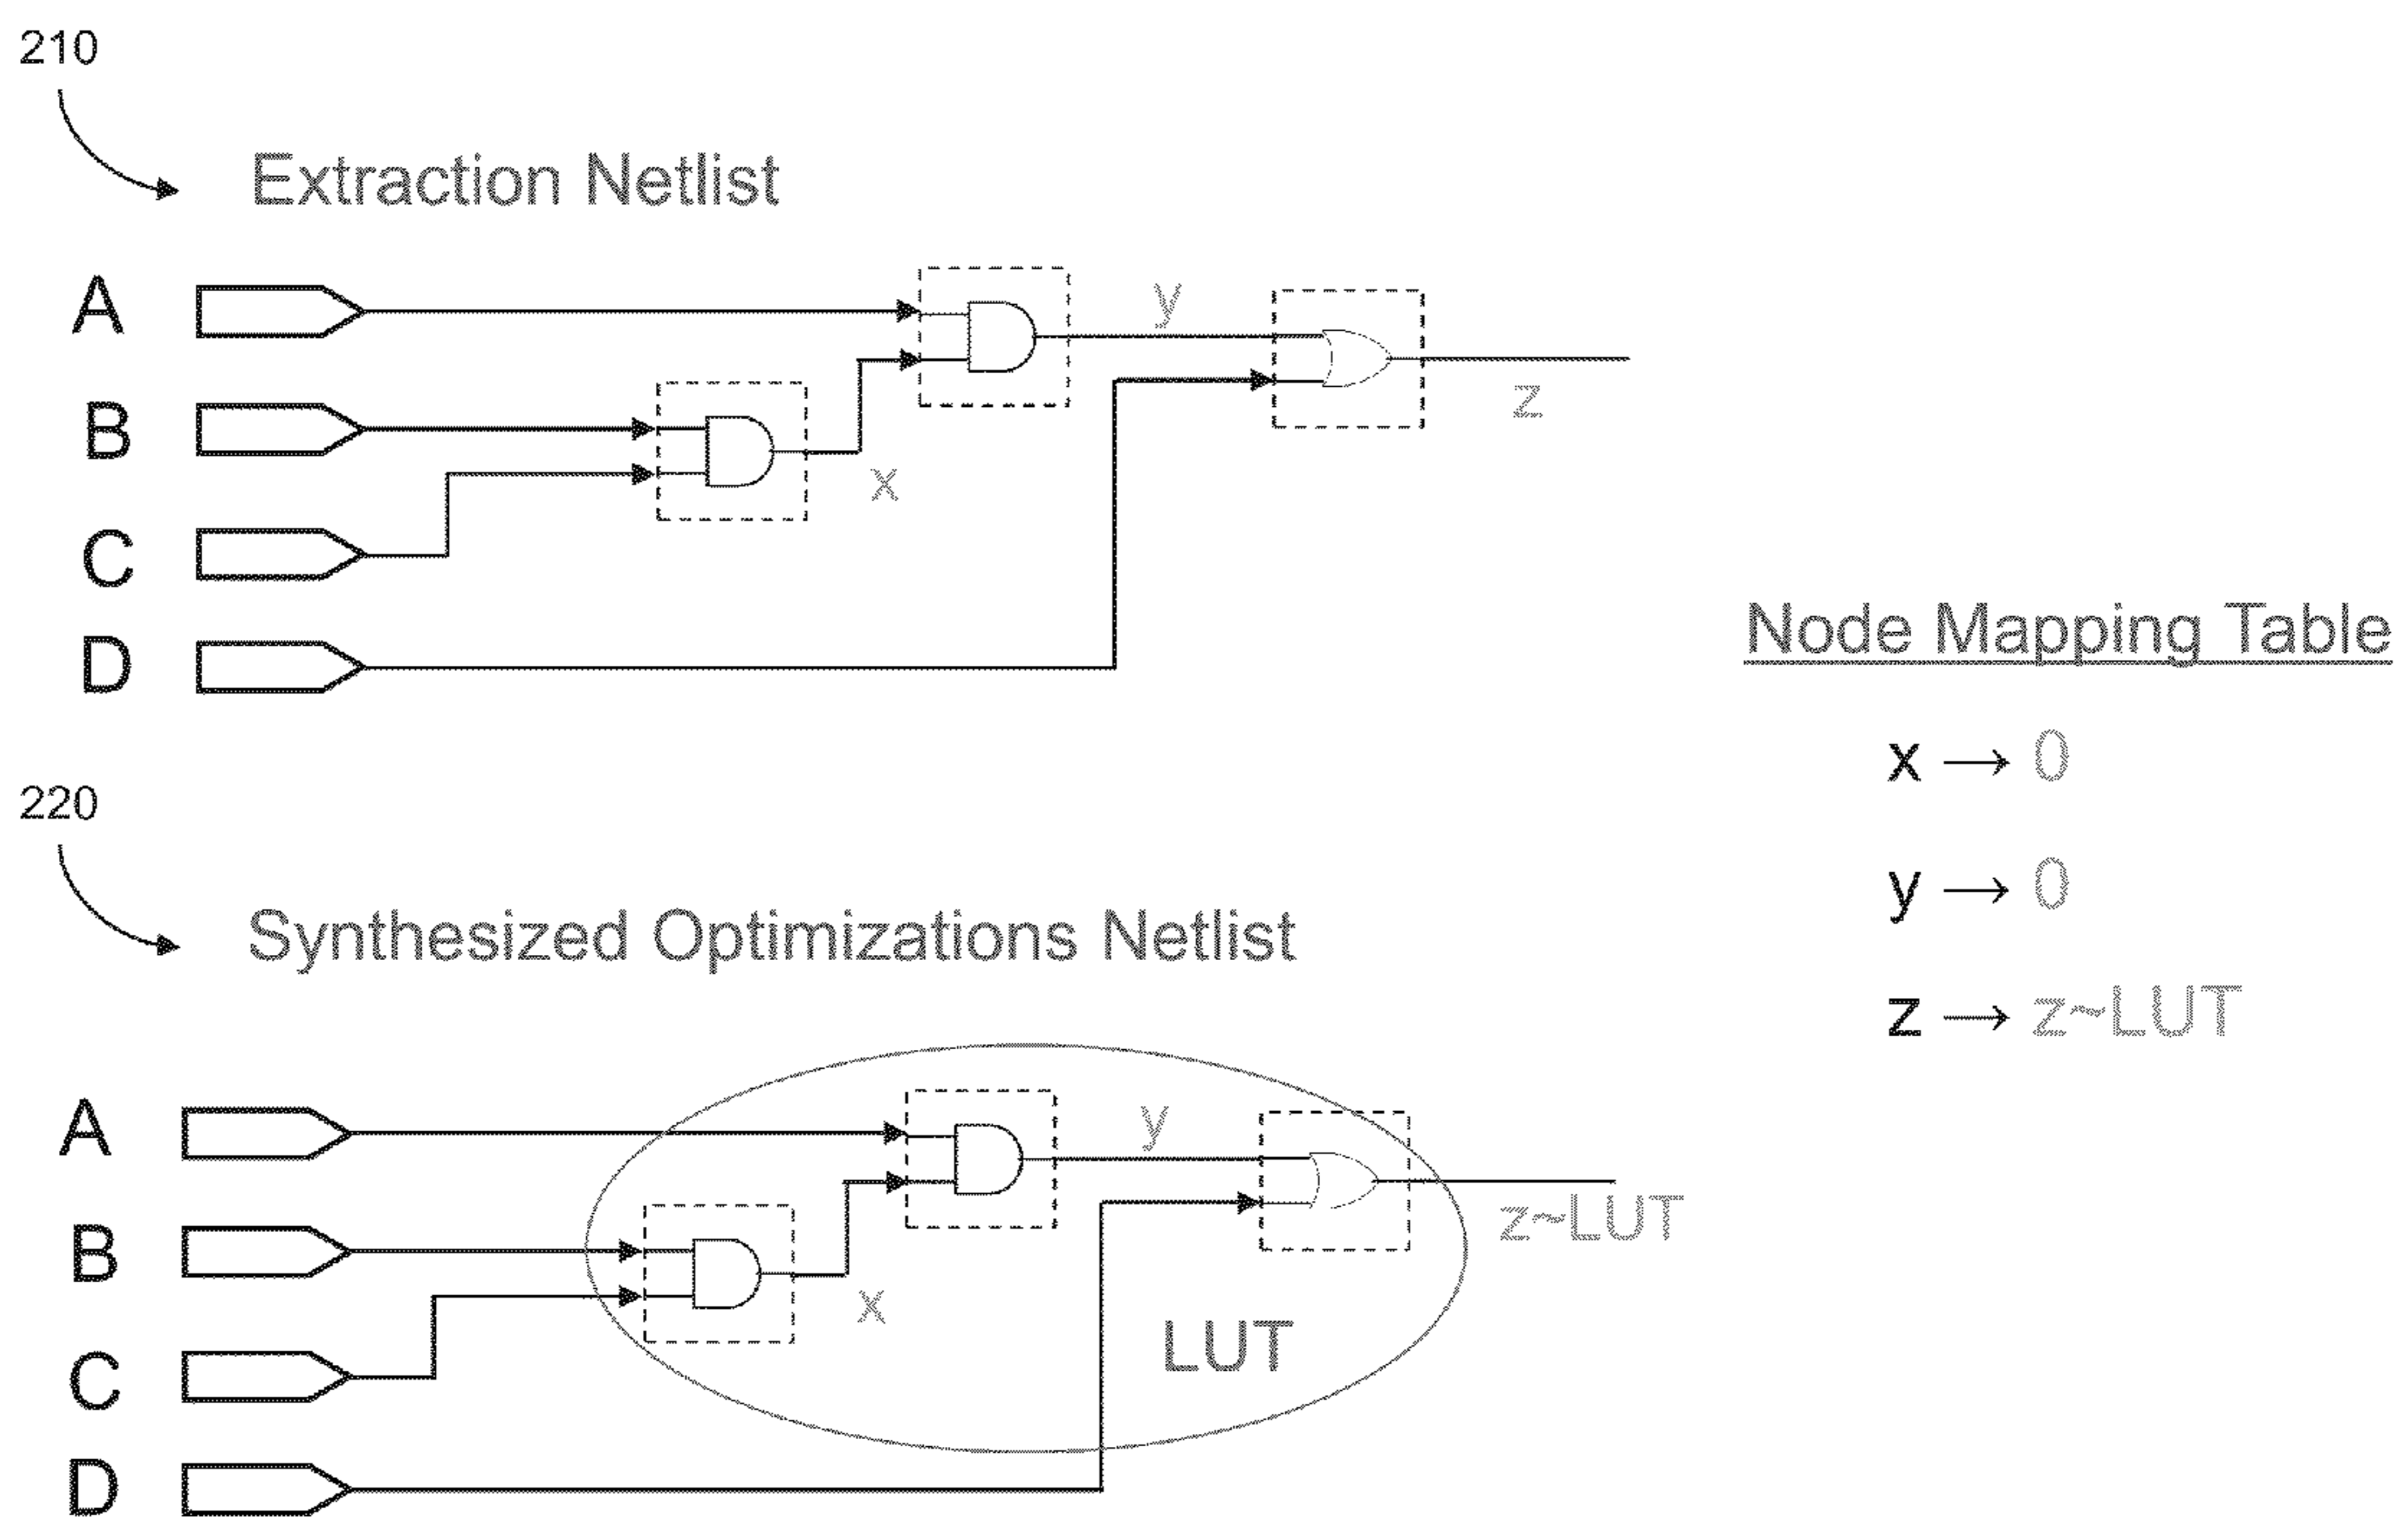 210
Extraction Netlist
A
y
z
B
x
C
D
Node Mapping Table
x → 0
y → 0
z → z~LUT
220
Synthesized Optimizations Netlist
A
y
z~LUT
B
x
LUT
C
D